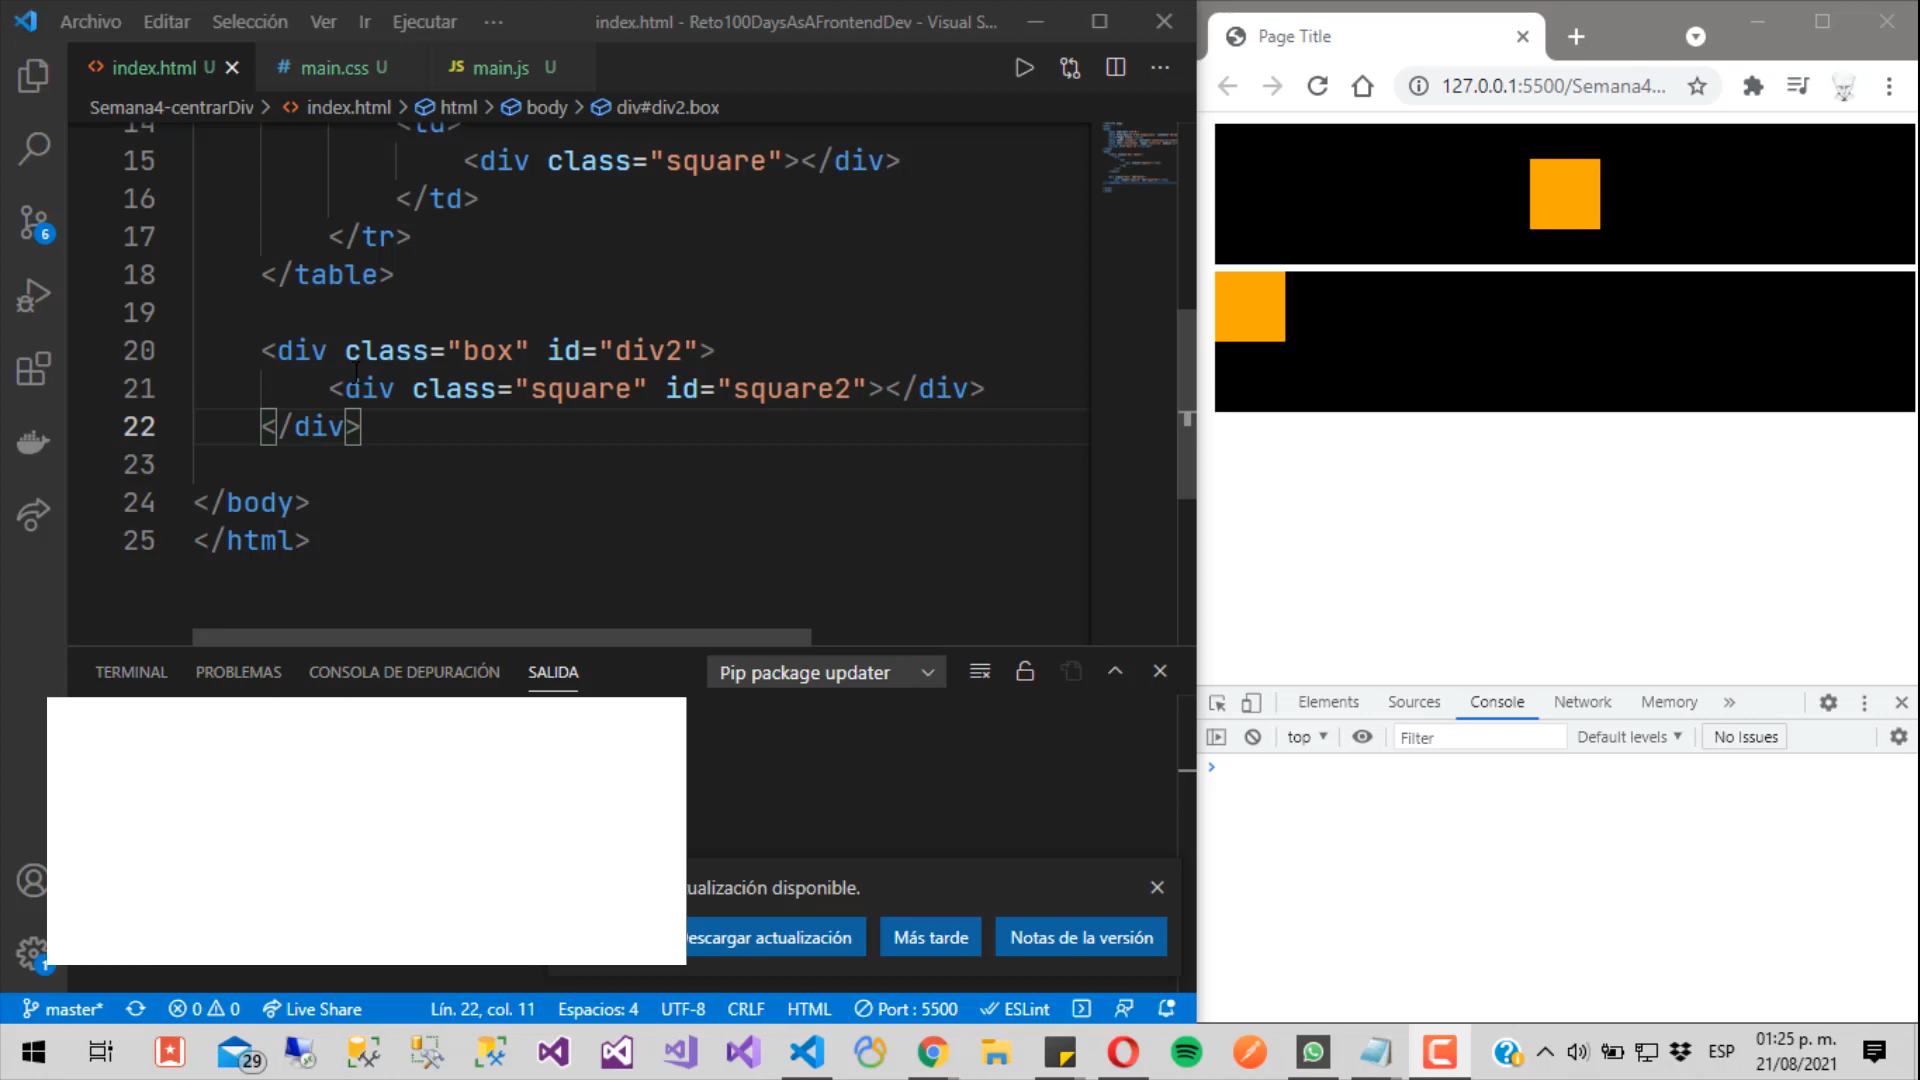 Archivo Editar Selección Ver Ir Ejecutar ··· index.html - Reto100DaysAsAFrontendDev - Visual S...
index.html U main.css U JS main.js U
Semana4-centrarDiv > index.html > html > body > div#div2.box
15 <div class="square"></div>
16 </td>
17 </tr>
18 </table>
19
20 <div class="box" id="div2">
21 <div class="square" id="square2"></div>
22 </div>
23
24 </body>
25 </html>
TERMINAL PROBLEMAS CONSOLA DE DEPURACIÓN SALIDA Pip package updater
ualización disponible.
escargar actualización Más tarde Notas de la versión
6
1
master* 0 0 Live Share Lín. 22, col. 11 Espacios: 4 UTF-8 CRLF HTML Port : 5500 ESLint
Page Title
127.0.0.1:5500/Semana4...
Elements Sources Console Network Memory »
top Filter Default levels No Issues
29
ESP
01:25 p. m.
21/08/2021